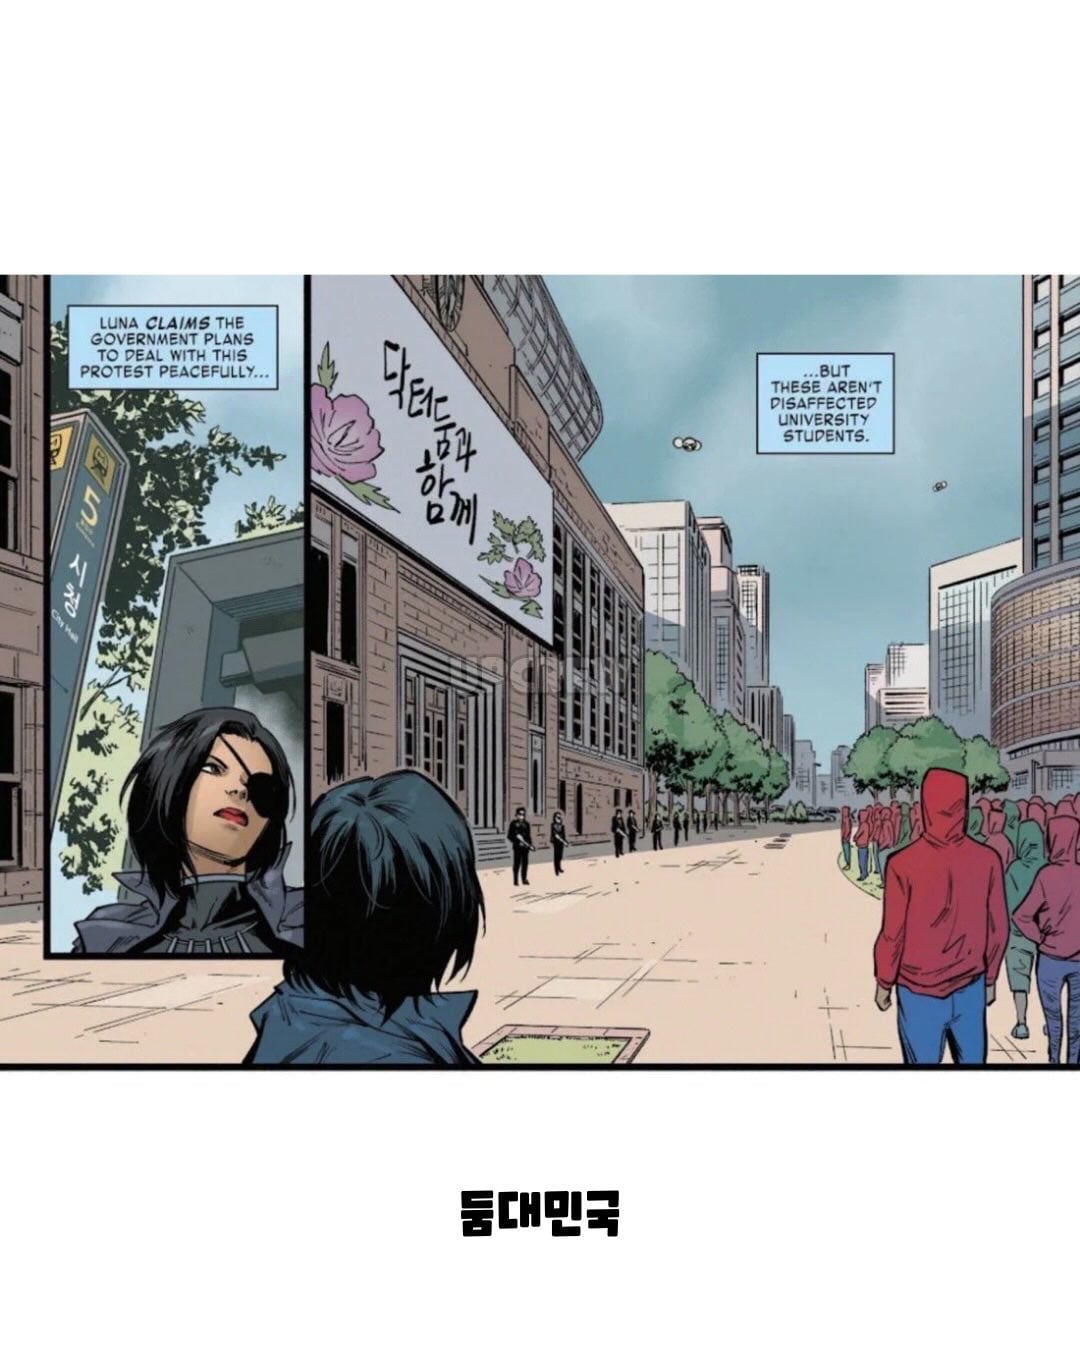 LUNA CLAIMS THE
GOVERNMENT PLANS
TO DEAL WITH THIS
PROTEST PEACEFULLY...
5
시청
City Hall
닥터둠과
함께
...BUT
THESE AREN'T
DISAFFECTED
UNIVERSITY
STUDENTS.
둠대민국